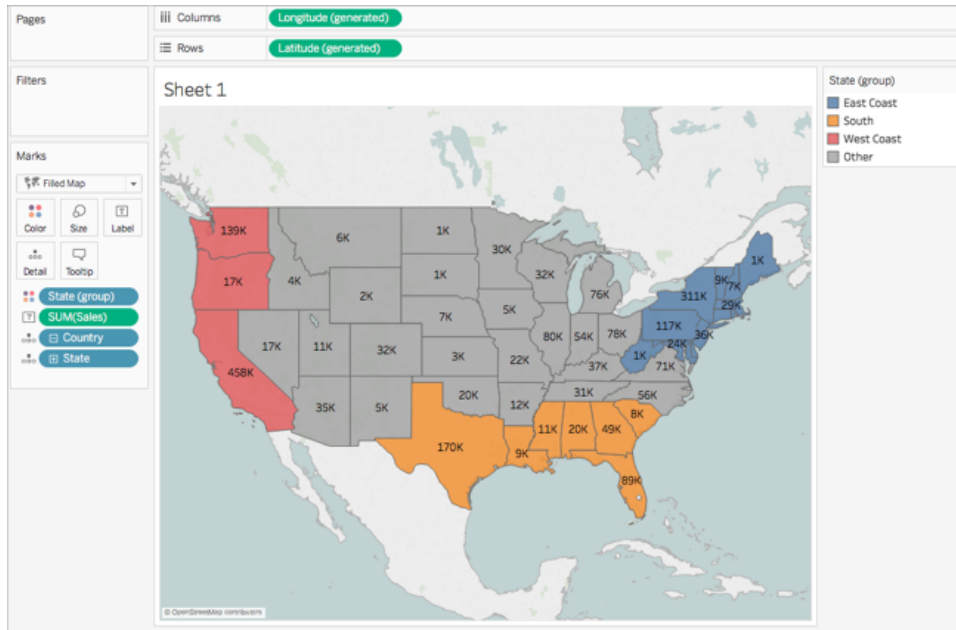 Pages
Columns
Longitude (generated)
Rows
Latitude (generated)
Filters
Marks
Filled Map
Color
Size
Label
Detail
Tooltip
State (group)
SUM(Sales)
Country
State
Sheet 1
139K
6K
1K
30K
1K
17K
4K
1K
32K
76K
311K
9K
7K
29K
2K
5K
7K
117K
36K
24K
17K
11K
32K
80K
54K
78K
1K
71K
458K
3K
22K
37K
35K
5K
20K
12K
31K
56K
8K
170K
9K
11K
20K
49K
89K
© OpenStreetMap contributors
State (group)
East Coast
South
West Coast
Other